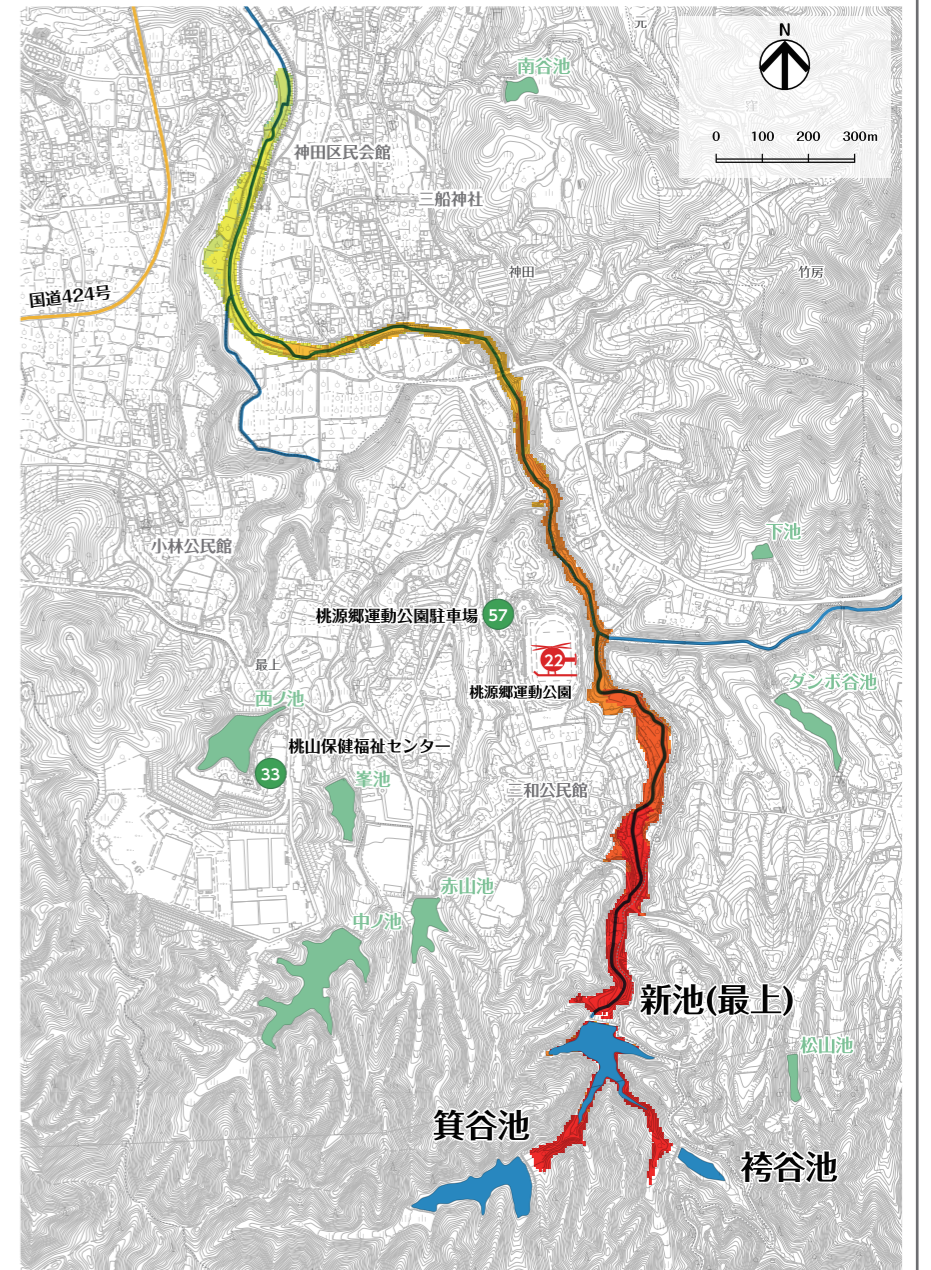 元
N
窪
0 100 200 300m
南谷池
神田区民会館
三船神社
神田
竹房
国道424号
下池
小林公民館
桃源郷運動公園駐車場 57
22
桃源郷運動公園
最上
西ノ池
タンボ谷池
桃山保健福祉センター
33
峯池
三和公民館
赤山池
中ノ池
新池(最上)
松山池
箕谷池
袴谷池